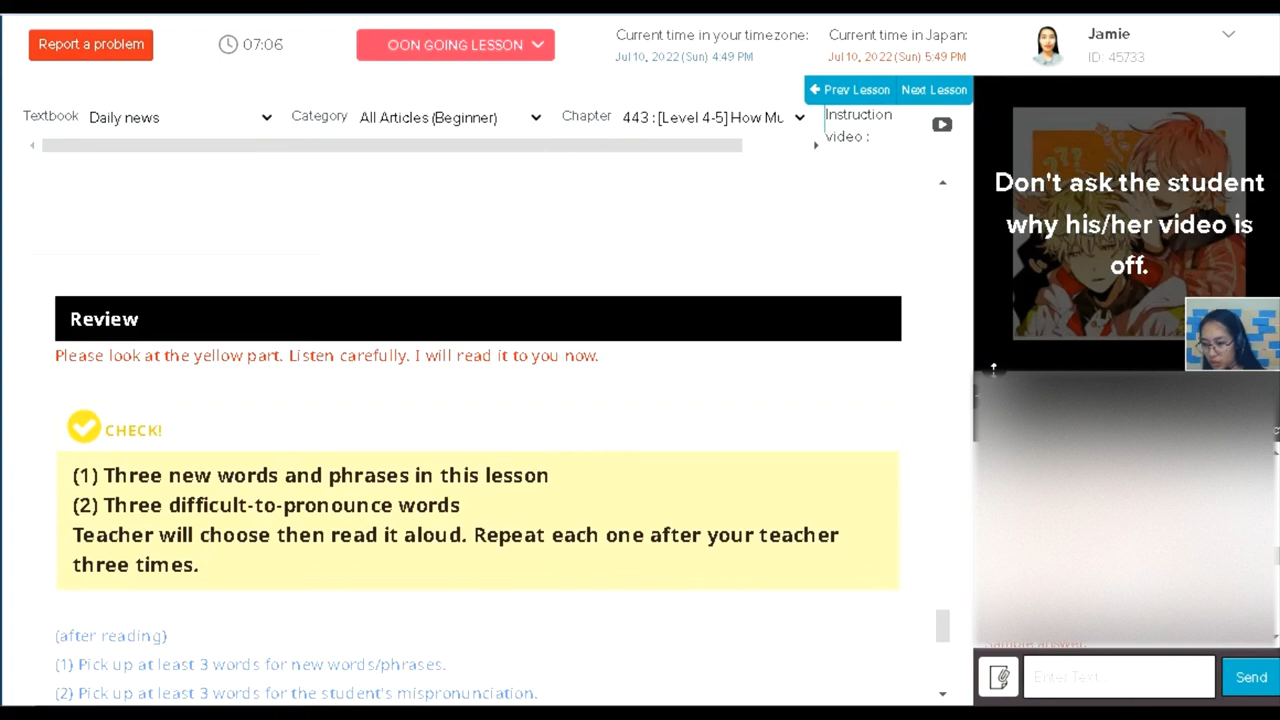 Report a problem
07:06
OON GOING LESSON
Current time in your timezone:
Jul 10, 2022 (Sun) 4:49 PM
Current time in Japan:
Jul 10, 2022 (Sun) 5:49 PM
Jamie
ID: 45733
Prev Lesson Next Lesson
Textbook Daily news
Category All Articles (Beginner)
Chapter 443 : [Level 4-5] How Mu
Instruction
video :
Don't ask the student
why his/her video is
off.
Review
Please look at the yellow part. Listen carefully. I will read it to you now.
CHECK!
(1) Three new words and phrases in this lesson
(2) Three difficult-to-pronounce words
Teacher will choose then read it aloud. Repeat each one after your teacher
three times.
(after reading)
(1) Pick up at least 3 words for new words/phrases.
(2) Pick up at least 3 words for the student's mispronunciation.
Enter Text...
Send